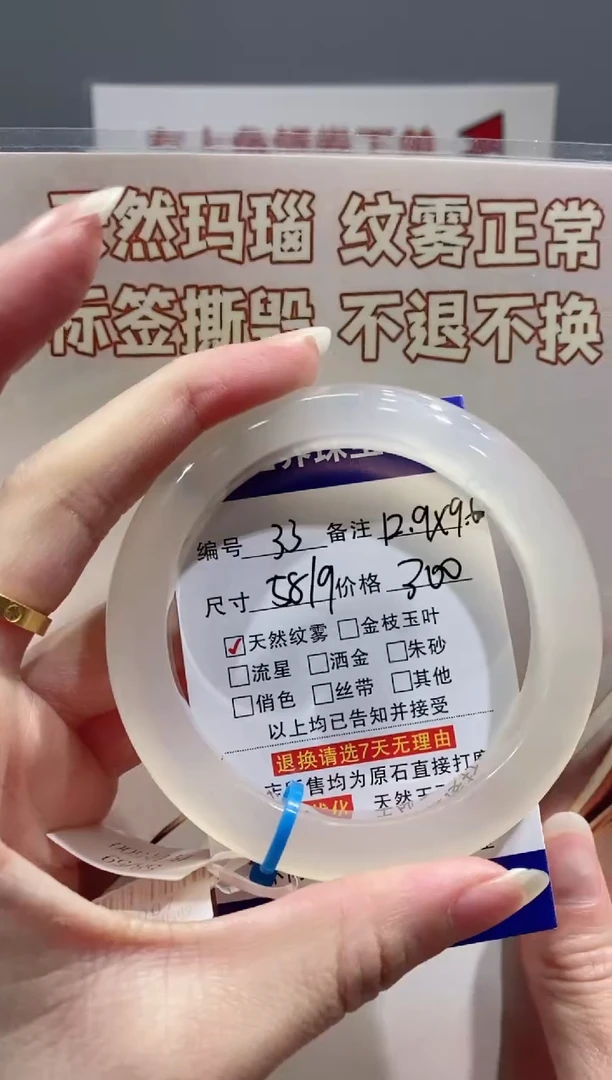 然玛瑙 纹雾正常
标签撕毁 不退不换
编号 33 备注 12.9X9.6
尺寸 58/9 价格 300
☑天然纹雾 ☐金枝玉叶
☐流星 ☐洒金 ☐朱砂
☐俏色 ☐丝带 ☐其他
以上均已告知并接受
退换请选7天无理由
售均为原石直接打
优化 天然